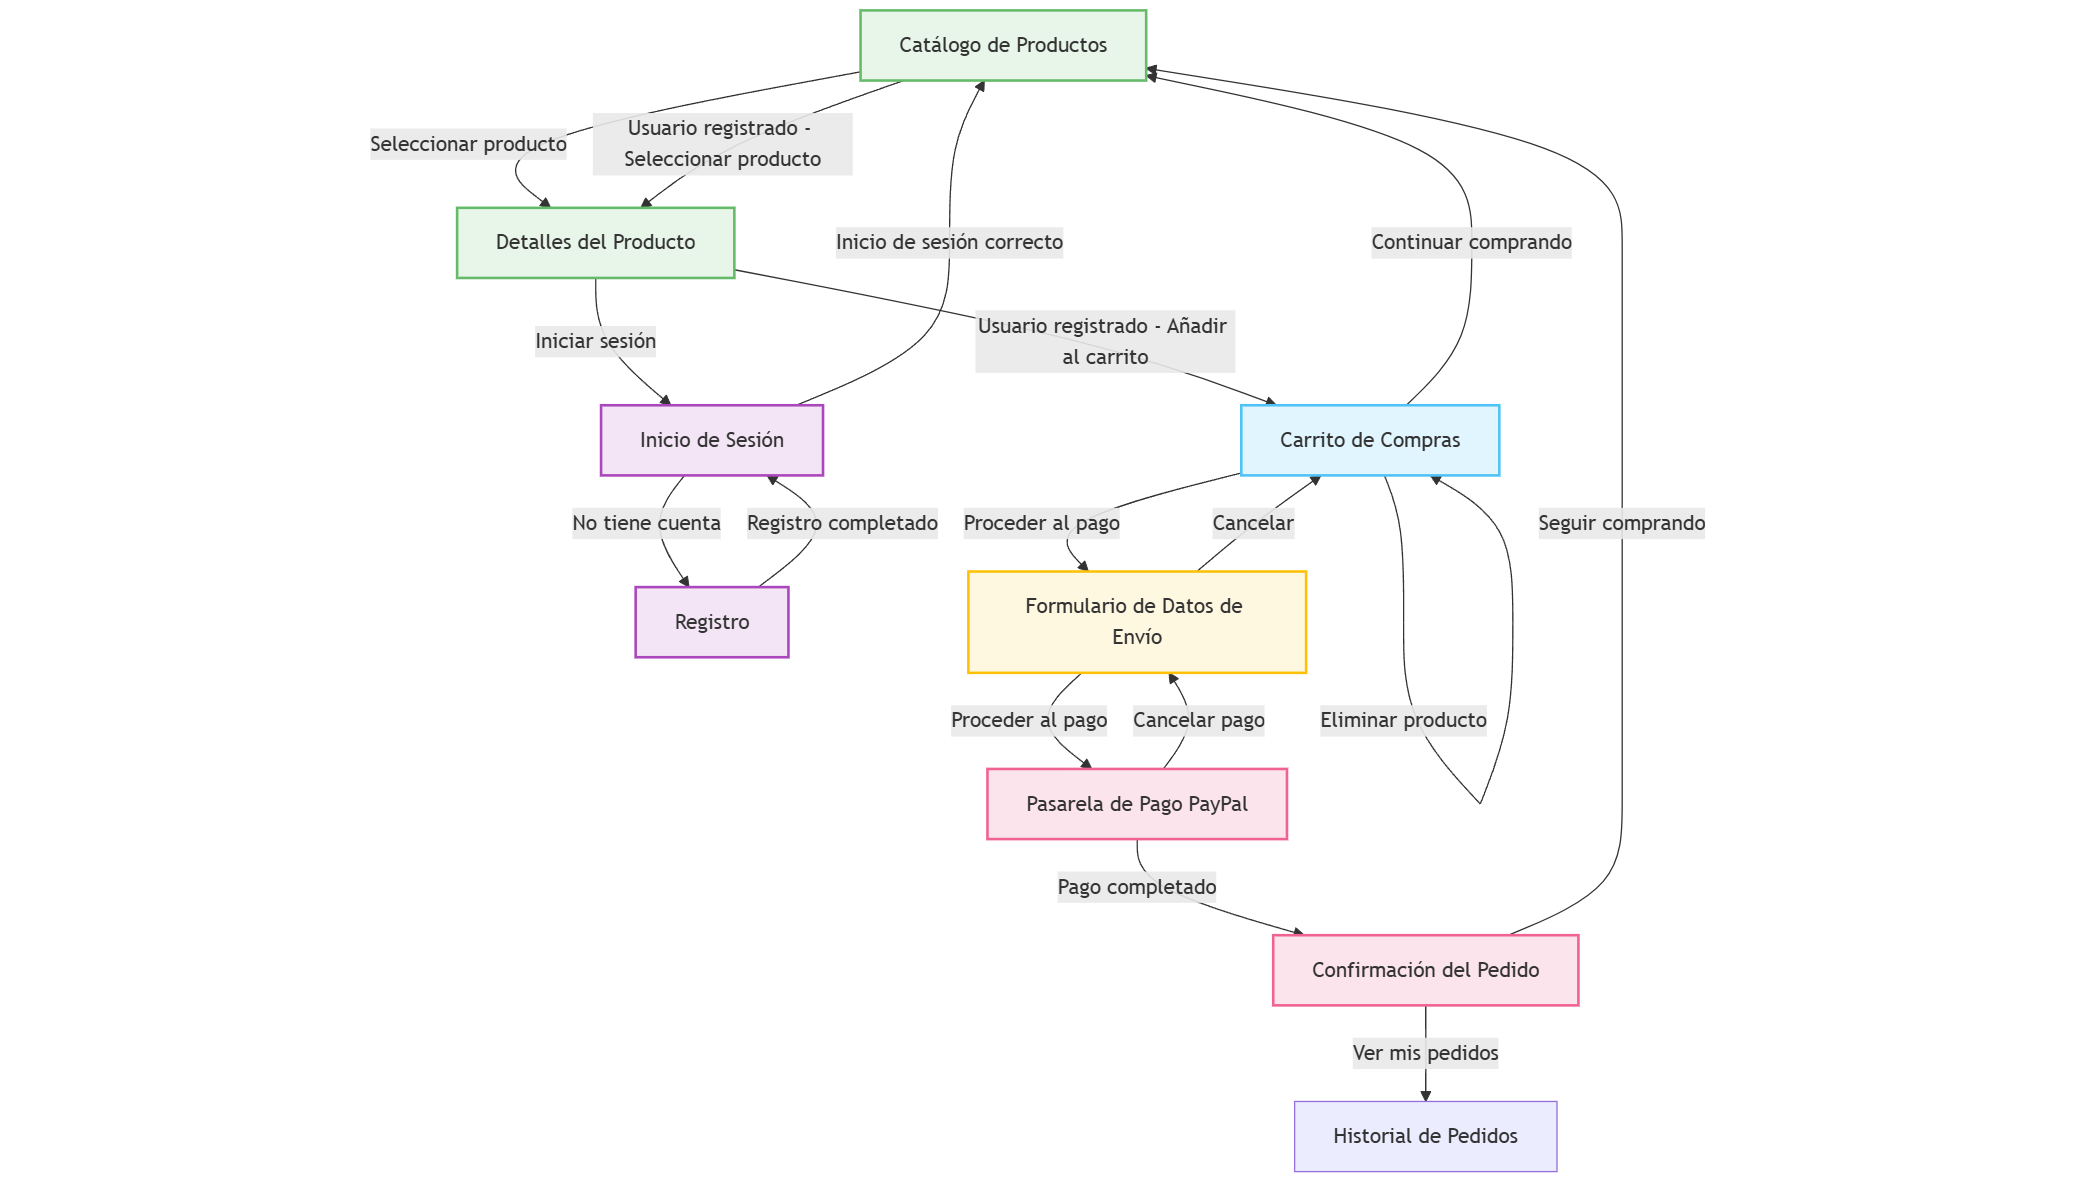 Catálogo de Productos
Seleccionar producto
Usuario registrado -
Seleccionar producto
Detalles del Producto
Inicio de sesión correcto
Continuar comprando
Iniciar sesión
Usuario registrado - Añadir
al carrito
Inicio de Sesión
Carrito de Compras
No tiene cuenta
Registro completado
Proceder al pago
Cancelar
Seguir comprando
Registro
Formulario de Datos de
Envío
Proceder al pago
Cancelar pago
Eliminar producto
Pasarela de Pago PayPal
Pago completado
Confirmación del Pedido
Ver mis pedidos
Historial de Pedidos